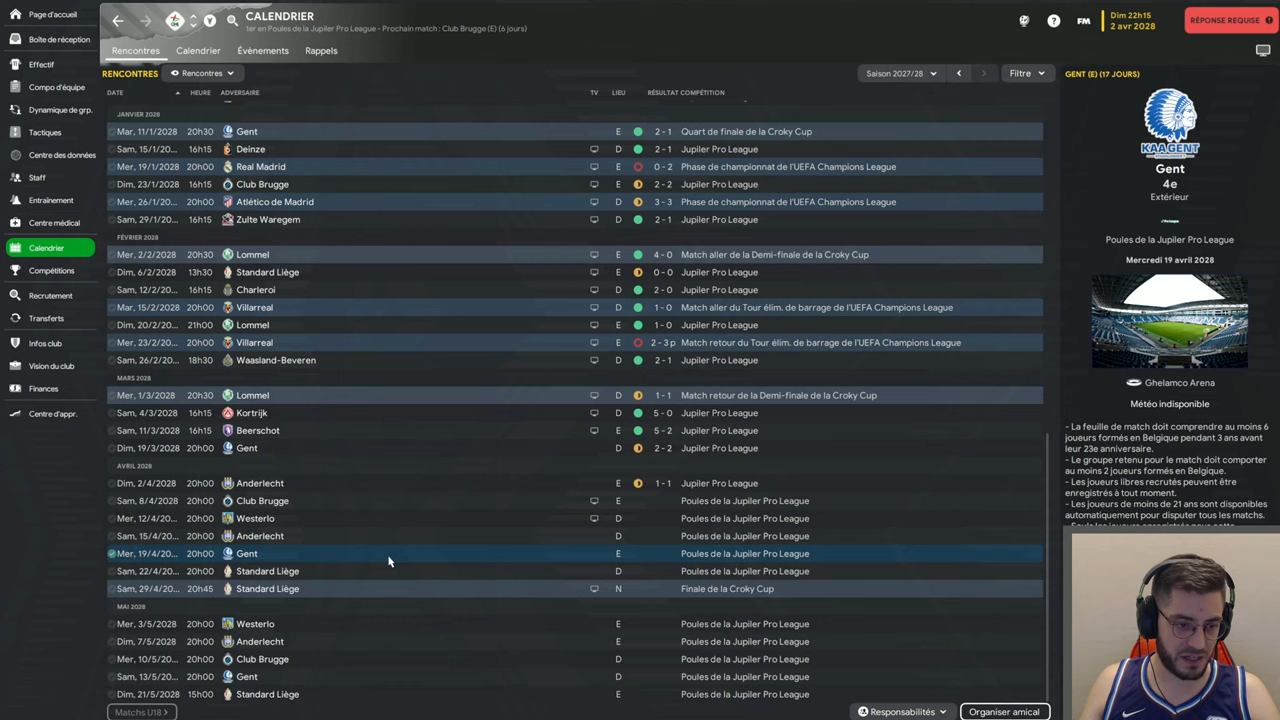 Page d'accueil
Boîte de réception
Effectif
Compo d'équipe
Dynamique de grp.
Tactiques
Centre des données
Staff
Entraînement
Centre médical
Calendrier
Compétitions
Recrutement
Transferts
Infos club
Vision du club
Finances
Centre d'appr.
CALENDRIER
1er en Poules de la Jupiler Pro League - Prochain match : Club Brugge (E) (6 jours)
FM
Dim 22h15
2 avr 2028
RÉPONSE REQUISE
Rencontres Calendrier Évènements Rappels
RENCONTRES Rencontres Saison 2027/28 Filtre
DATE HEURE ADVERSAIRE TV LIEU RÉSULTAT COMPÉTITION
JANVIER 2028
Mar, 11/1/2028 20h30 Gent E 2 - 1 Quart de finale de la Croky Cup
Sam, 15/1/20... 16h15 Deinze D 2 - 1 Jupiler Pro League
Mer, 19/1/2028 20h00 Real Madrid E 0 - 2 Phase de championnat de l'UEFA Champions League
Dim, 23/1/2028 16h15 Club Brugge E 2 - 2 Jupiler Pro League
Mer, 26/1/20... 20h00 Atlético de Madrid D 3 - 3 Phase de championnat de l'UEFA Champions League
Sam, 29/1/20... 16h15 Zulte Waregem D 2 - 1 Jupiler Pro League
FÉVRIER 2028
Mer, 2/2/2028 20h30 Lommel E 4 - 0 Match aller de la Demi-finale de la Croky Cup
Dim, 6/2/2028 13h30 Standard Liège E 0 - 0 Jupiler Pro League
Sam, 12/2/20... 16h15 Charleroi D 2 - 0 Jupiler Pro League
Mar, 15/2/2028 20h00 Villarreal D 1 - 0 Match aller du Tour élim. de barrage de l'UEFA Champions League
Dim, 20/2/20... 21h00 Lommel E 1 - 0 Jupiler Pro League
Mer, 23/2/20... 20h00 Villarreal E 2 - 3 p Match retour du Tour élim. de barrage de l'UEFA Champions League
Sam, 26/2/20... 18h30 Waasland-Beveren D 2 - 1 Jupiler Pro League
MARS 2028
Mer, 1/3/2028 20h30 Lommel D 1 - 1 Match retour de la Demi-finale de la Croky Cup
Sam, 4/3/2028 16h15 Kortrijk D 5 - 0 Jupiler Pro League
Sam, 11/3/2028 16h15 Beerschot E 5 - 2 Jupiler Pro League
Dim, 19/3/2028 20h00 Gent D 2 - 2 Jupiler Pro League
AVRIL 2028
Dim, 2/4/2028 20h00 Anderlecht E 1 - 1 Jupiler Pro League
Sam, 8/4/2028 20h00 Club Brugge E Poules de la Jupiler Pro League
Mer, 12/4/20... 20h00 Westerlo D Poules de la Jupiler Pro League
Sam, 15/4/20... 20h00 Anderlecht D Poules de la Jupiler Pro League
Mer, 19/4/20... 20h00 Gent E Poules de la Jupiler Pro League
Sam, 22/4/20... 20h00 Standard Liège D Poules de la Jupiler Pro League
Sam, 29/4/20... 20h45 Standard Liège N Finale de la Croky Cup
MAI 2028
Mer, 3/5/2028 20h00 Westerlo E Poules de la Jupiler Pro League
Dim, 7/5/2028 20h00 Anderlecht E Poules de la Jupiler Pro League
Mer, 10/5/20... 20h00 Club Brugge D Poules de la Jupiler Pro League
Sam, 13/5/20... 20h00 Gent D Poules de la Jupiler Pro League
Dim, 21/5/2028 15h00 Standard Liège E Poules de la Jupiler Pro League
Matchs U18 > Responsabilités Organiser amical
GENT (E) (17 JOURS)
KAA GENT
Gent
4e
Extérieur
Poules de la Jupiler Pro League
Mercredi 19 avril 2028
Ghelamco Arena
Météo indisponible
- La feuille de match doit comprendre au moins 6
joueurs formés en Belgique pendant 3 ans avant
leur 23e anniversaire.
- Le groupe retenu pour le match doit comporter
au moins 2 joueurs formés en Belgique.
- Les joueurs libres recrutés peuvent être
enregistrés à tout moment.
- Les joueurs de moins de 21 ans sont disponibles
automatiquement pour disputer tous les matchs.